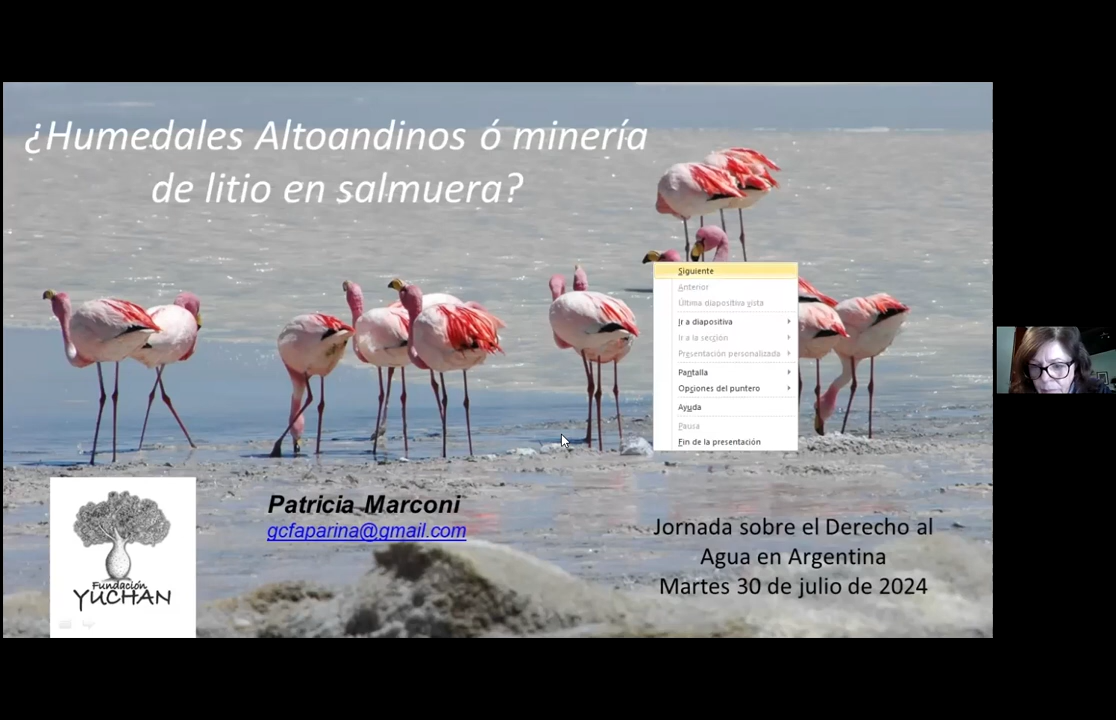 ¿Humedales Altoandinos ó minería
de litio en salmuera?
Siguiente
Anterior
Última diapositiva vista
Ir a diapositiva
Ir a la sección
Presentación personalizada
Pantalla
Opciones del puntero
Ayuda
Pausa
Fin de la presentación
Patricia Marconi
gcfaparina@gmail.com
Jornada sobre el Derecho al
Agua en Argentina
Martes 30 de julio de 2024
Fundación
YUCHAN